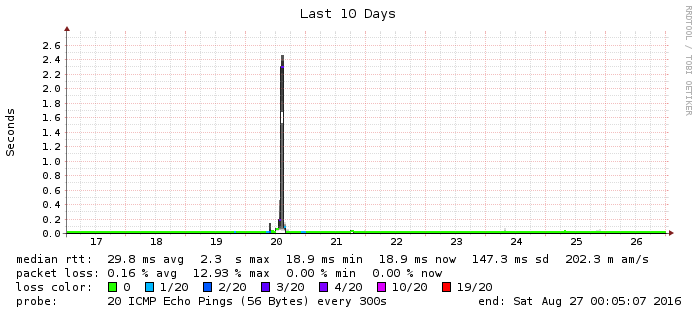 Last 10 Days
RRDTOOL / TOBI OETIKER
Seconds
2.6
2.4
2.2
2.0
1.8
1.6
1.4
1.2
1.0
0.8
0.6
0.4
0.2
0.0
17 18 19 20 21 22 23 24 25 26
median rtt: 29.8 ms avg 2.3 s max 18.9 ms min 18.9 ms now 147.3 ms sd 202.3 m am/s
packet loss: 0.16 % avg 12.93 % max 0.00 % min 0.00 % now
loss color: 0 1/20 2/20 3/20 4/20 10/20 19/20
probe: 20 ICMP Echo Pings (56 Bytes) every 300s end: Sat Aug 27 00:05:07 2016